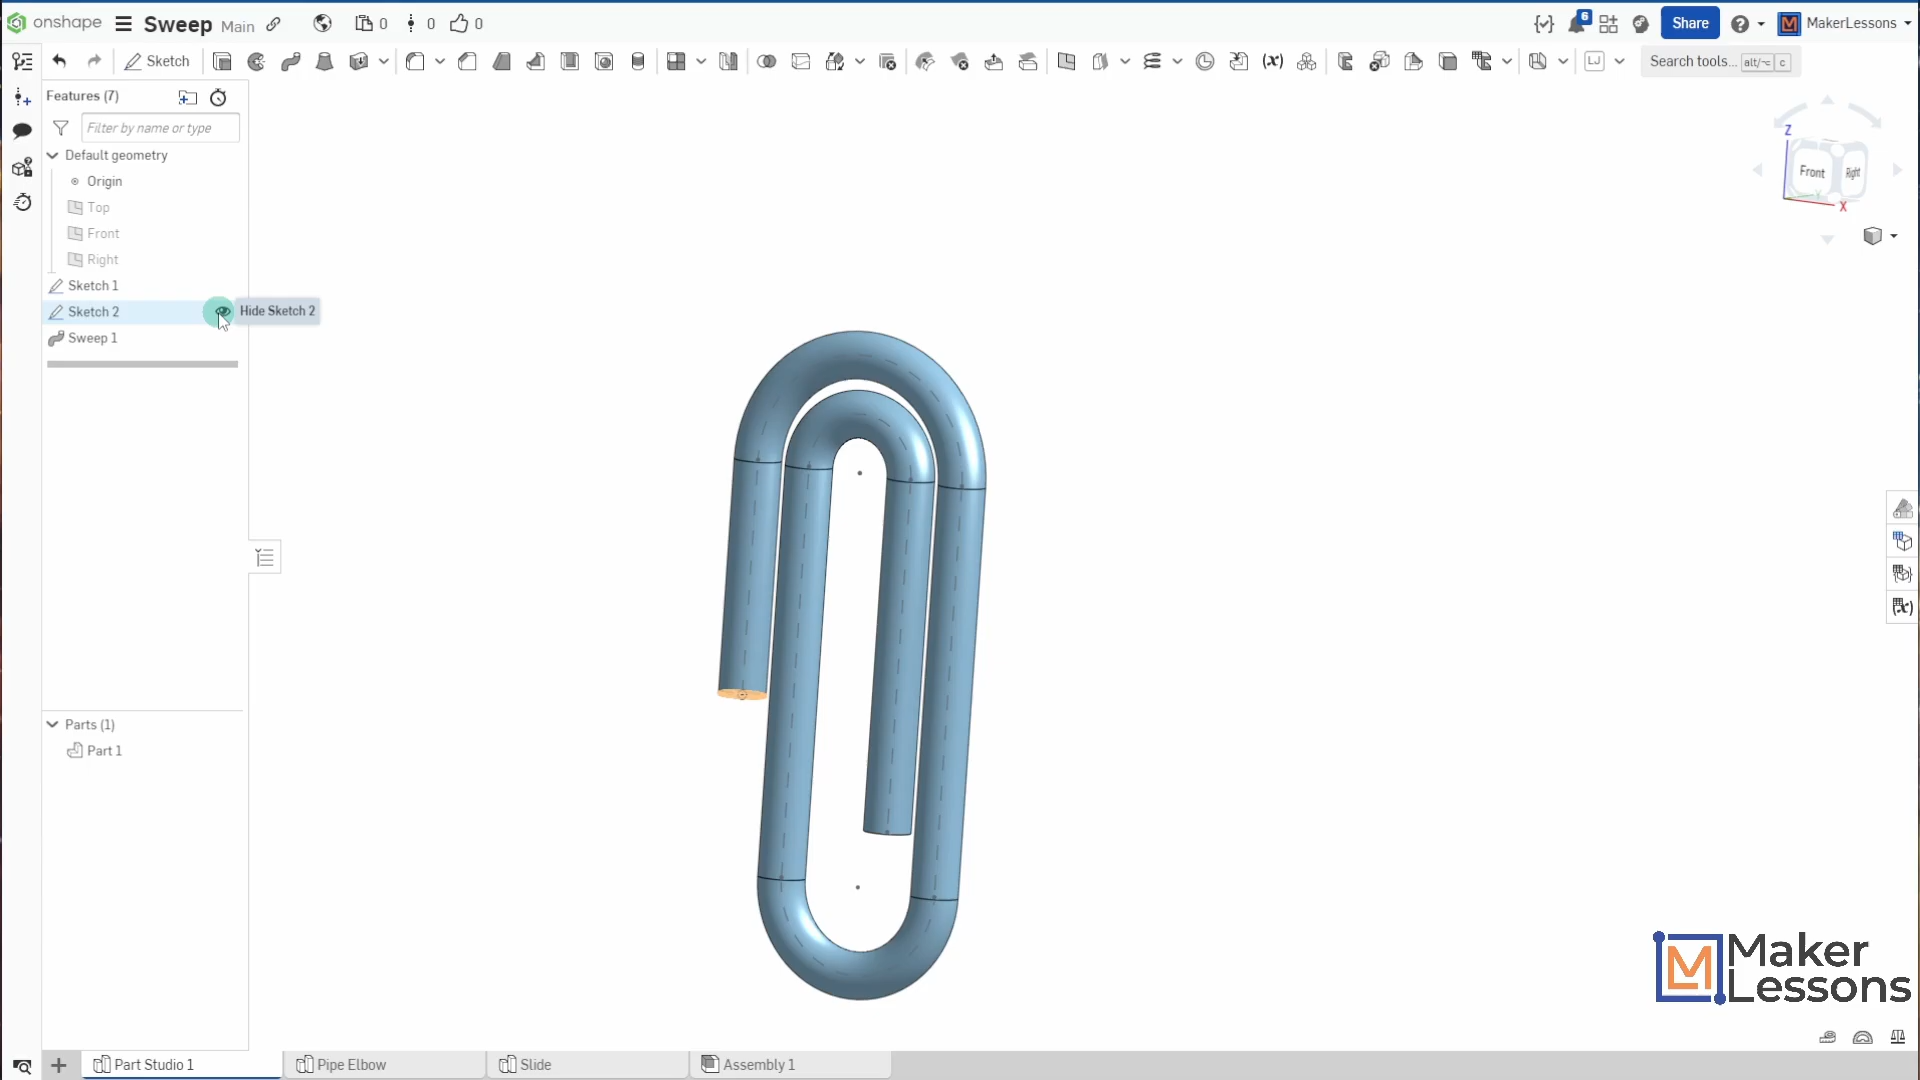 onshape Sweep Main 0 0 0 6 Share MakerLessons
Sketch (x) Search tools... alt/⌥ c
Features (7)
Filter by name or type
Default geometry
Origin
Top
Front
Right
Sketch 1
Sketch 2 Hide Sketch 2
Sweep 1
Z
Front Right
Y
X
(x)
Parts (1)
Part 1
M Maker
Lessons
Part Studio 1 Pipe Elbow Slide Assembly 1